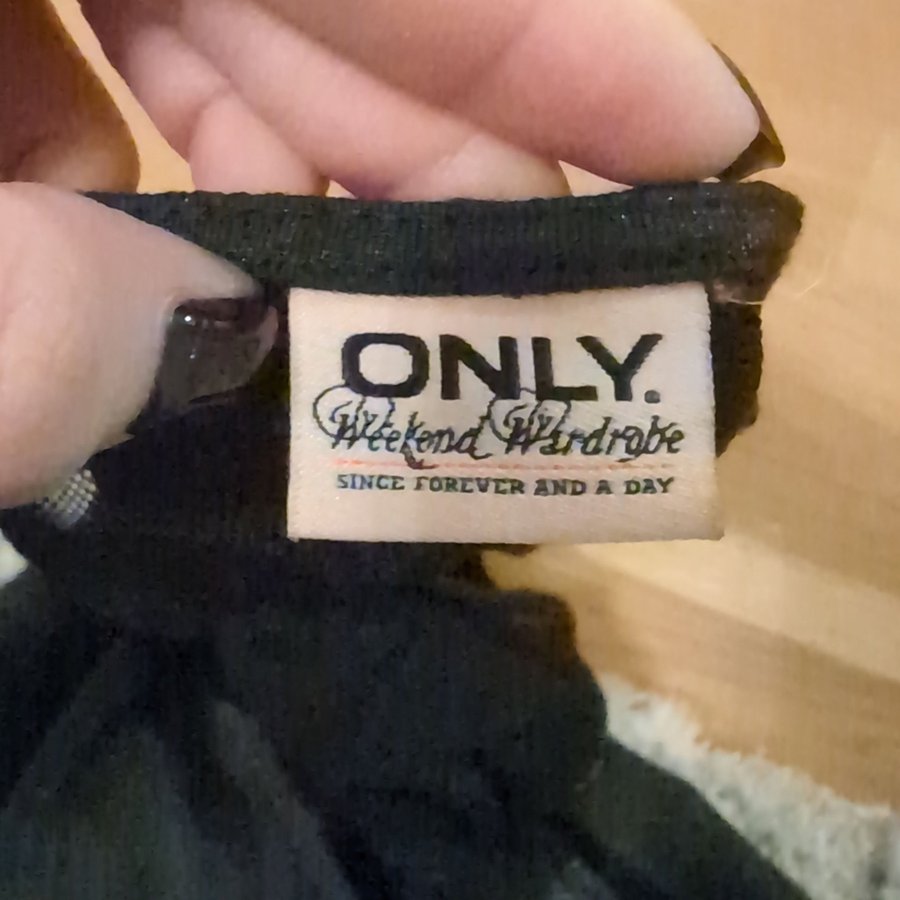 ONLY.
Weekend Wardrobe
SINCE FOREVER AND A DAY